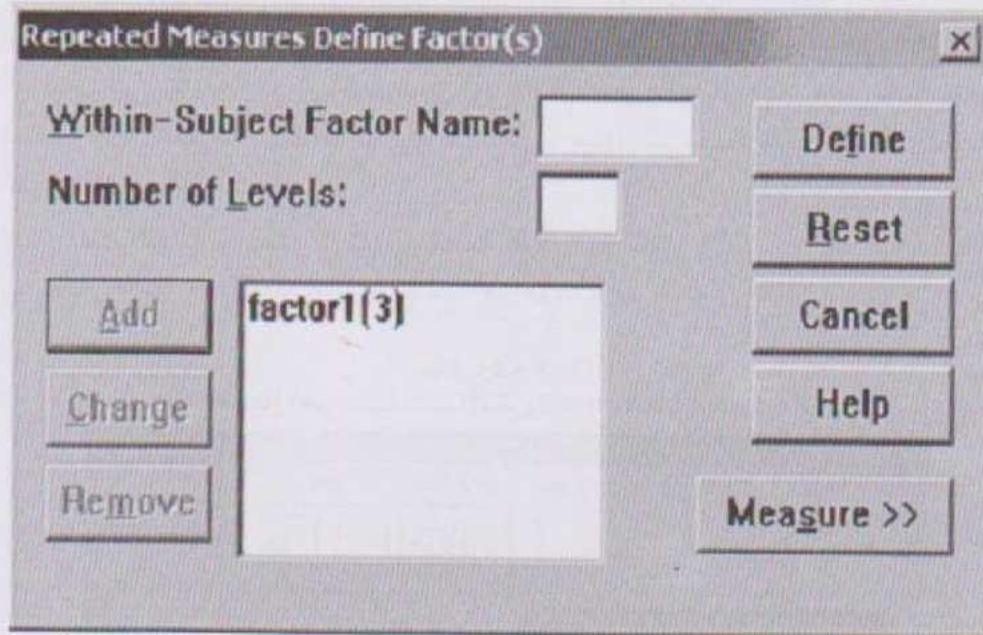 Repeated Measures Define Factor(s)
Within-Subject Factor Name:
Define
Number of Levels:
Reset
Add
factor1(3)
Cancel
Change
Help
Remove
Measure >>